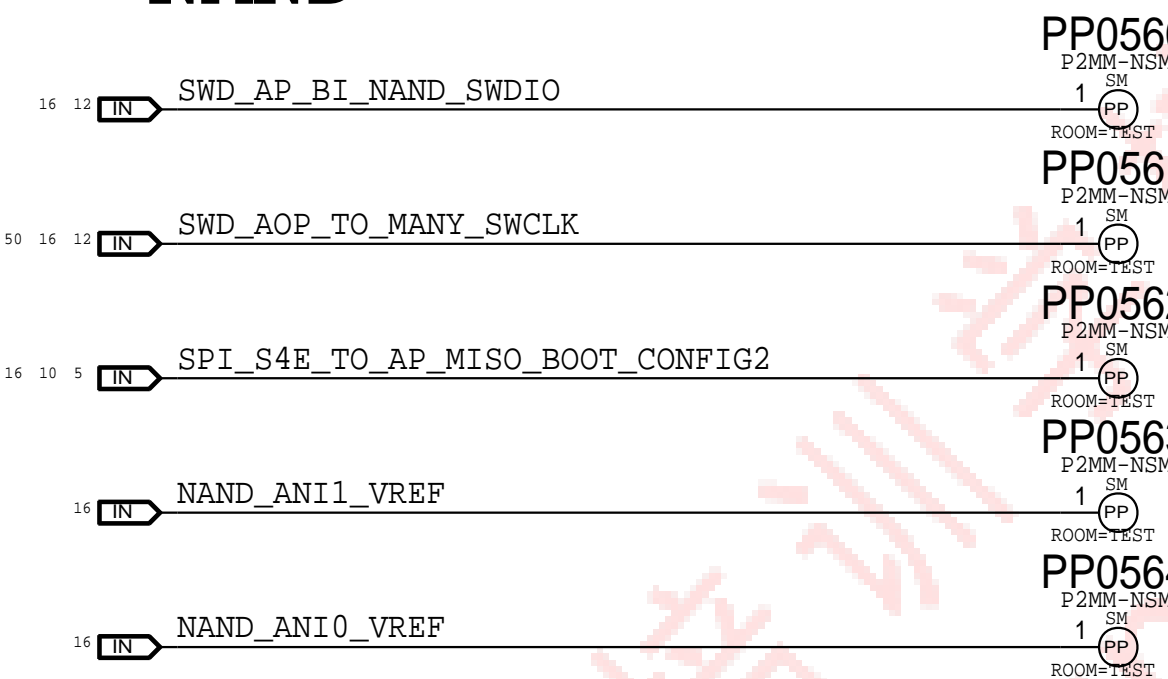 NAND
PP0560
P2MM-NSM
SM
16 12 IN SWD_AP_BI_NAND_SWDIO 1 PP
ROOM=TEST
PP056
P2MM-NSM
SM
50 16 12 IN SWD_AOP_TO_MANY_SWCLK 1 PP
ROOM=TEST
PP0562
P2MM-NSM
SM
16 10 5 IN SPI_S4E_TO_AP_MISO_BOOT_CONFIG2 1 PP
ROOM=TEST
PP0563
P2MM-NSM
SM
16 IN NAND_ANI1_VREF 1 PP
ROOM=TEST
PP0564
P2MM-NSM
SM
16 IN NAND_ANI0_VREF 1 PP
ROOM=TEST